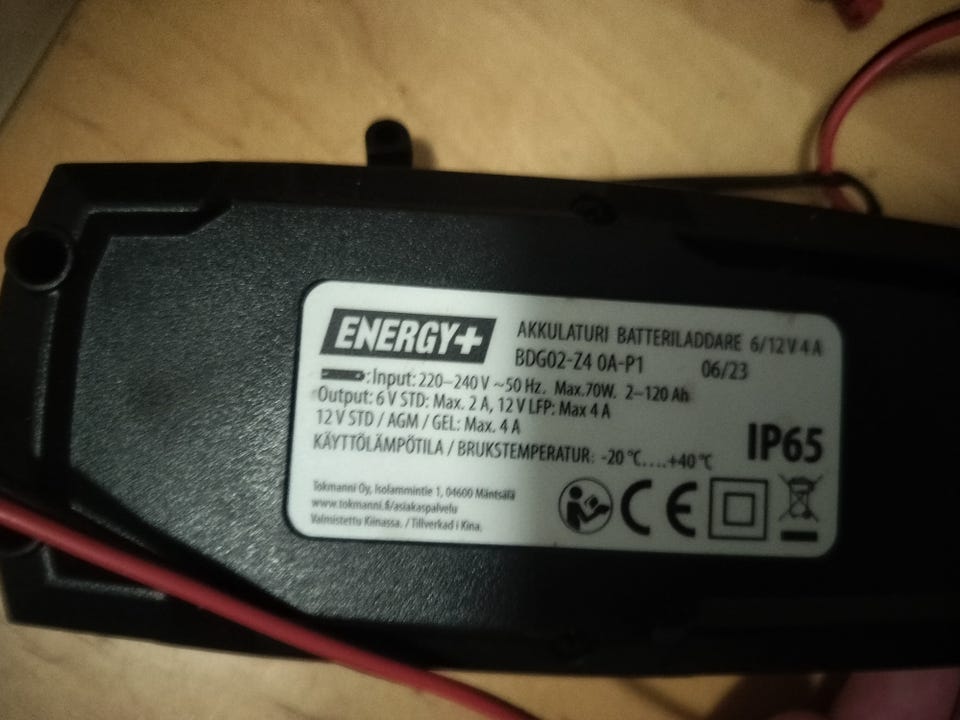 ENERGY+
AKKULATURI BATTERILADDARE 6/12V 4 A
BDG02-Z4 0A-P1 06/23
:Input: 220–240 V ~50 Hz. Max.70W. 2–120 Ah
Output: 6 V STD: Max. 2 A, 12 V LFP: Max 4 A
12 V STD / AGM / GEL: Max. 4 A
KÄYTTÖLÄMPÖTILA / BRUKSTEMPERATUR: -20 °C....+40 °C
IP65
Tokmanni Oy, Isolammintie 1, 04600 Mäntsälä
www.tokmanni.fi/asiakaspalvelu
Valmistettu Kiinassa. / Tillverkad i Kina.
CE